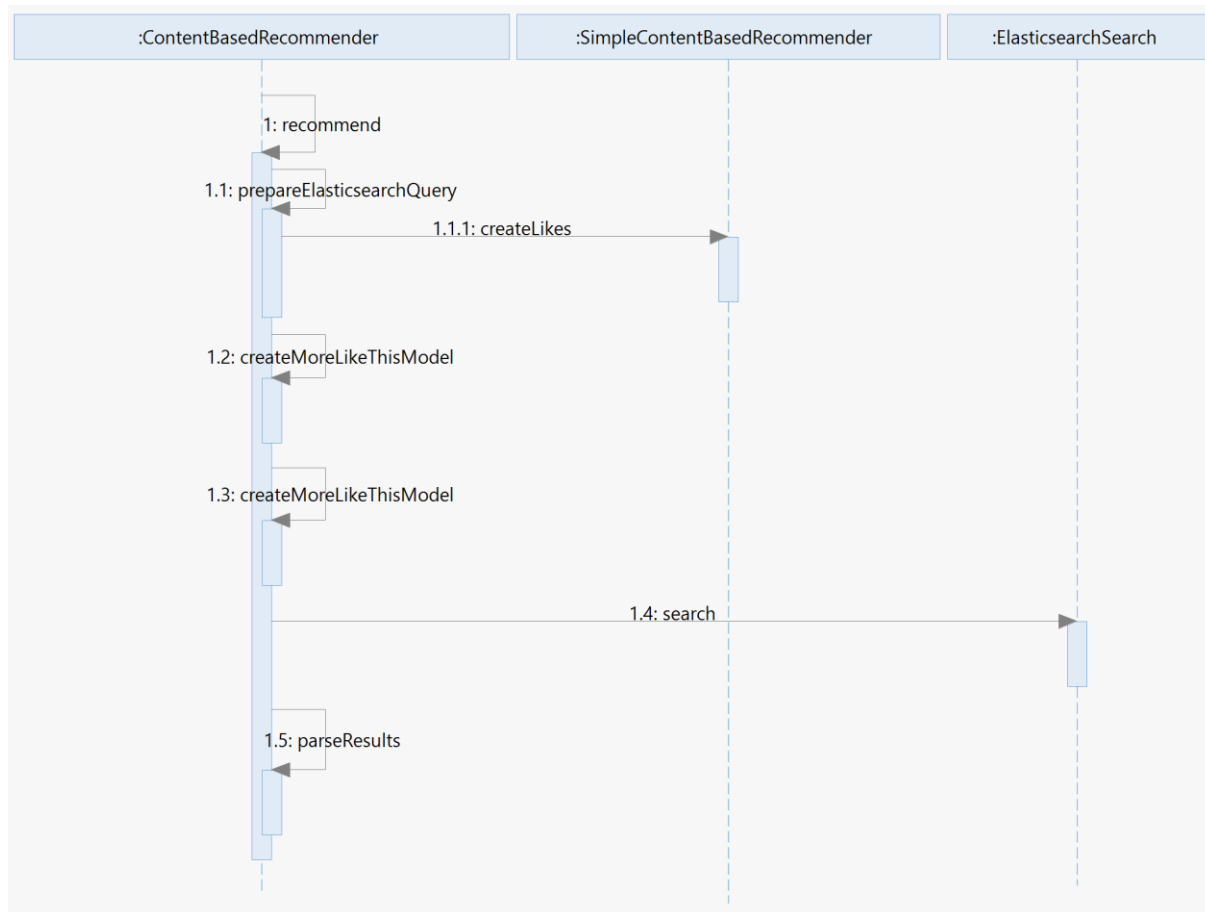 :ContentBasedRecommender
:SimpleContentBasedRecommender
:ElasticsearchSearch
1: recommend
1.1: prepareElasticsearchQuery
1.1.1: createLikes
1.2: createMoreLikeThisModel
1.3: createMoreLikeThisModel
1.4: search
1.5: parseResults